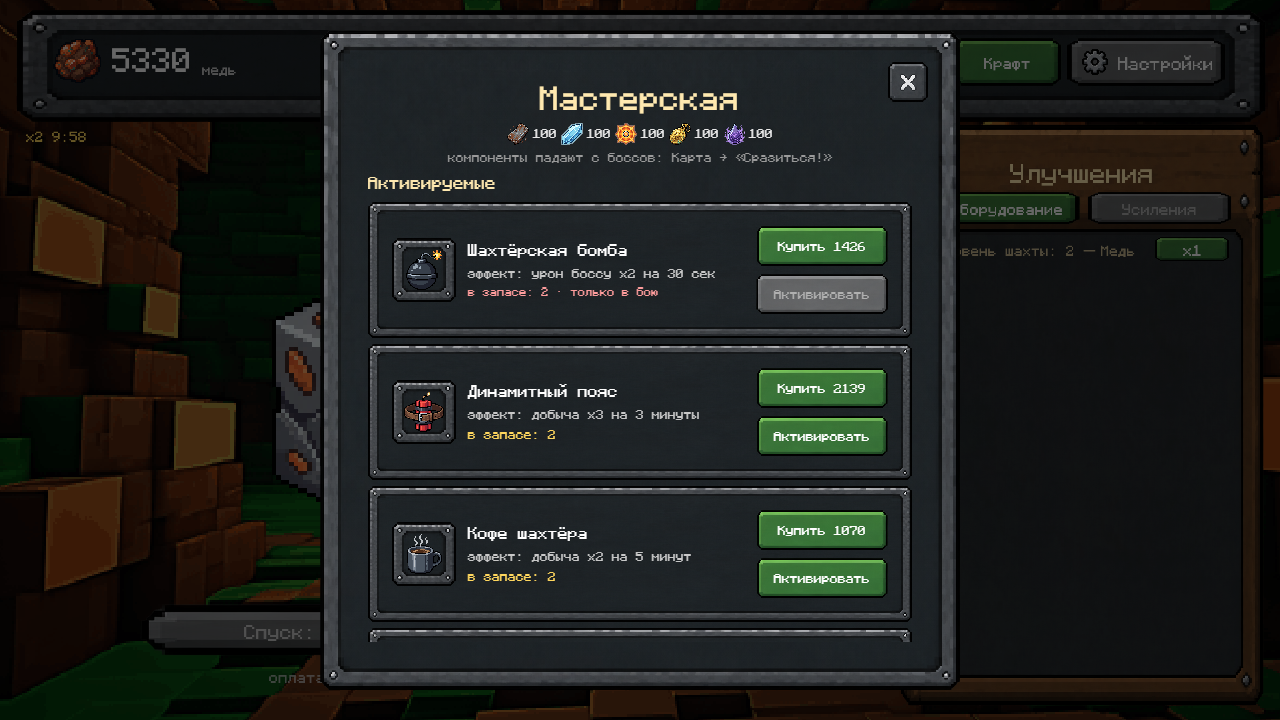 5330 медь
Крафт
Настройки
x2 9:58
Мастерская
100 100 100 100 100
компоненты падают с боссов: Карта → «Сразиться!»
Активируемые
Шахтёрская бомба
эффект: урон боссу x2 на 30 сек
в запасе: 2 · только в бою
Купить 1426
Активировать
Динамитный пояс
эффект: добыча x3 на 3 минуты
в запасе: 2
Купить 2139
Активировать
Кофе шахтёра
эффект: добыча x2 на 5 минут
в запасе: 2
Купить 1070
Активировать
Улучшения
борудование
Усиления
вень шахты: 2 — Медь
x1
Спуск:
оплата